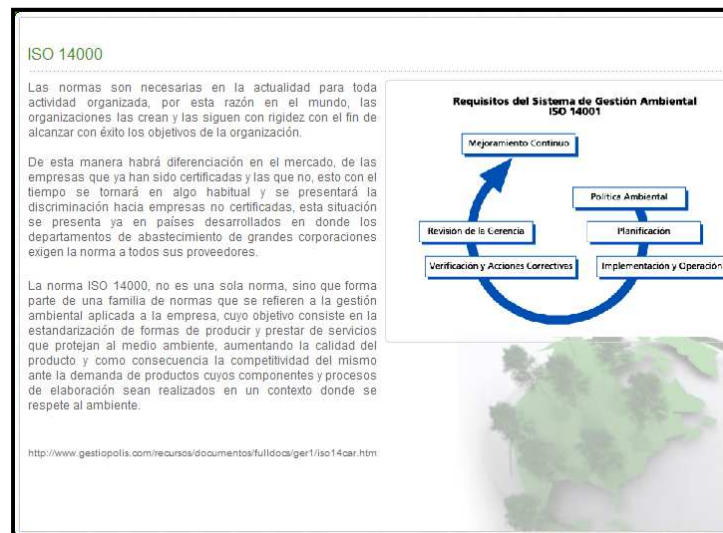 ISO 14000
Las normas son necesarias en la actualidad para toda
actividad organizada, por esta razón en el mundo, las
organizaciones las crean y las siguen con rigidez con el fin de
alcanzar con éxito los objetivos de la organización.
De esta manera habrá diferenciación en el mercado, de las
empresas que ya han sido certificadas y las que no, esto con el
tiempo se tornará en algo habitual y se presentará la
discriminación hacia empresas no certificadas, esta situación
se presenta ya en países desarrollados en donde los
departamentos de abastecimiento de grandes corporaciones
exigen la norma a todos sus proveedores.
La norma ISO 14000, no es una sola norma, sino que forma
parte de una familia de normas que se refieren a la gestión
ambiental aplicada a la empresa, cuyo objetivo consiste en la
estandarización de formas de producir y prestar de servicios
que protejan al medio ambiente, aumentando la calidad del
producto y como consecuencia la competitividad del mismo
ante la demanda de productos cuyos componentes y procesos
de elaboración sean realizados en un contexto donde se
respete al ambiente.
http://www.gestiopolis.com/recursos/documentos/fulldocs/ger1/iso14car.htm
Requisitos del Sistema de Gestión Ambiental
ISO 14001
Mejoramiento Continuo
Política Ambiental
Revisión de la Gerencia
Planificación
Verificación y Acciones Correctivas
Implementación y Operación